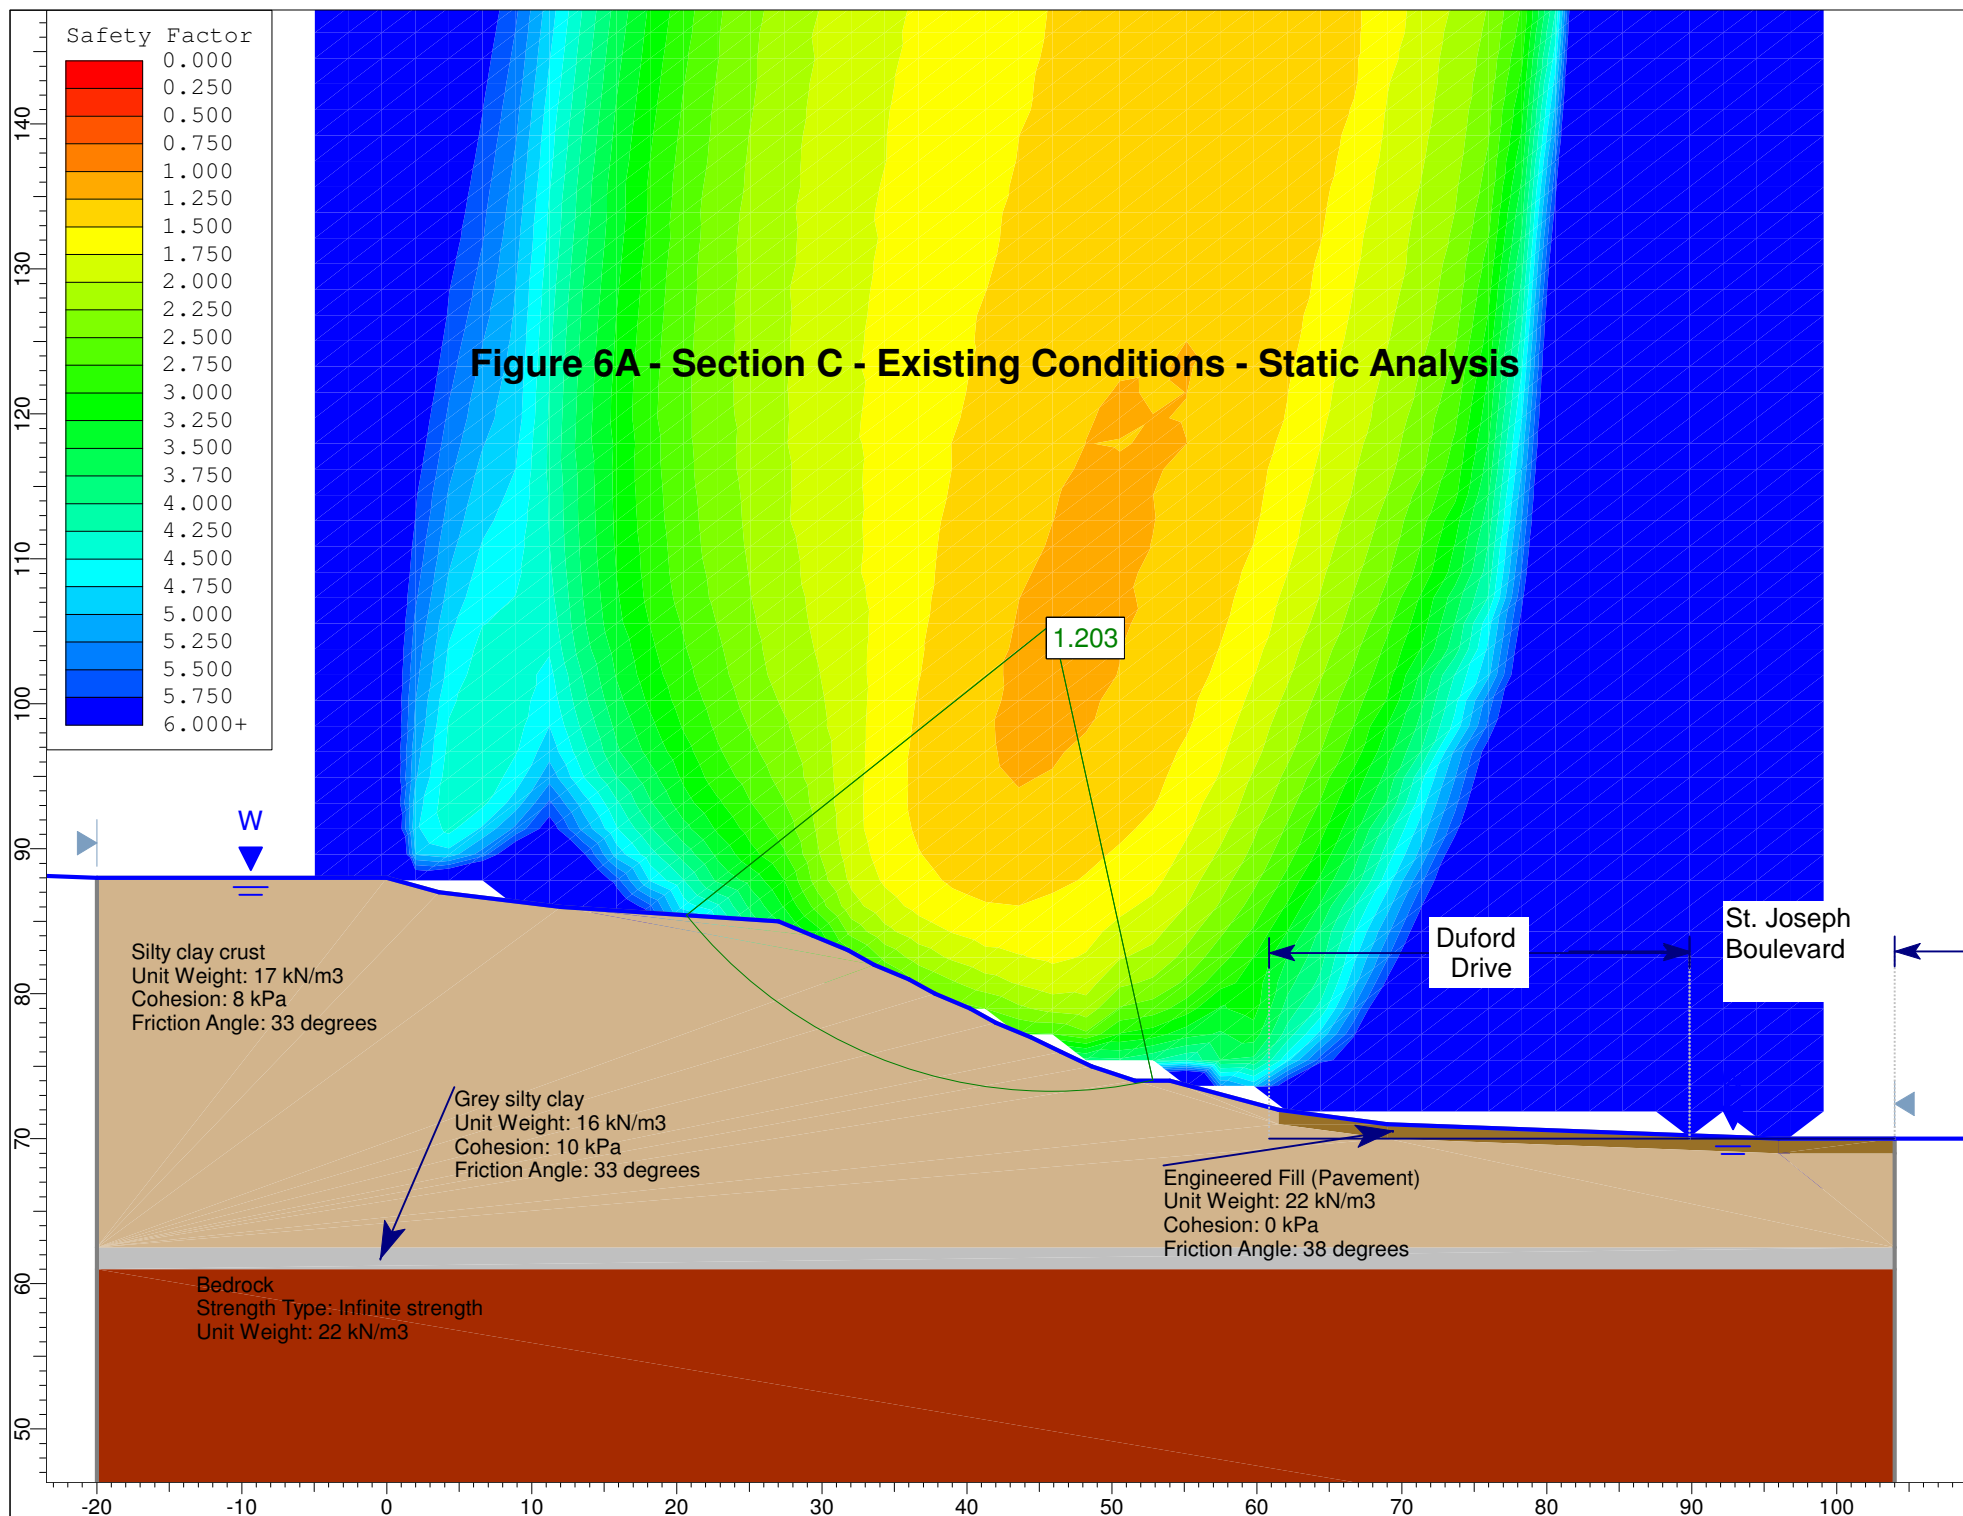 Safety Factor
0.000
0.250
0.500
0.750
1.000
1.250
1.500
1.750
2.000
2.250
2.500
2.750
3.000
3.250
3.500
3.750
4.000
4.250
4.500
4.750
5.000
5.250
5.500
5.750
6.000+
Figure 6A - Section C - Existing Conditions - Static Analysis
1.203
W
Silty clay crust
Unit Weight: 17 kN/m3
Cohesion: 8 kPa
Friction Angle: 33 degrees
Duford
Drive
St. Joseph
Boulevard
Grey silty clay
Unit Weight: 16 kN/m3
Cohesion: 10 kPa
Friction Angle: 33 degrees
Engineered Fill (Pavement)
Unit Weight: 22 kN/m3
Cohesion: 0 kPa
Friction Angle: 38 degrees
Bedrock
Strength Type: Infinite strength
Unit Weight: 22 kN/m3
140
130
120
110
100
90
80
70
60
50
-20 -10 0 10 20 30 40 50 60 70 80 90 100